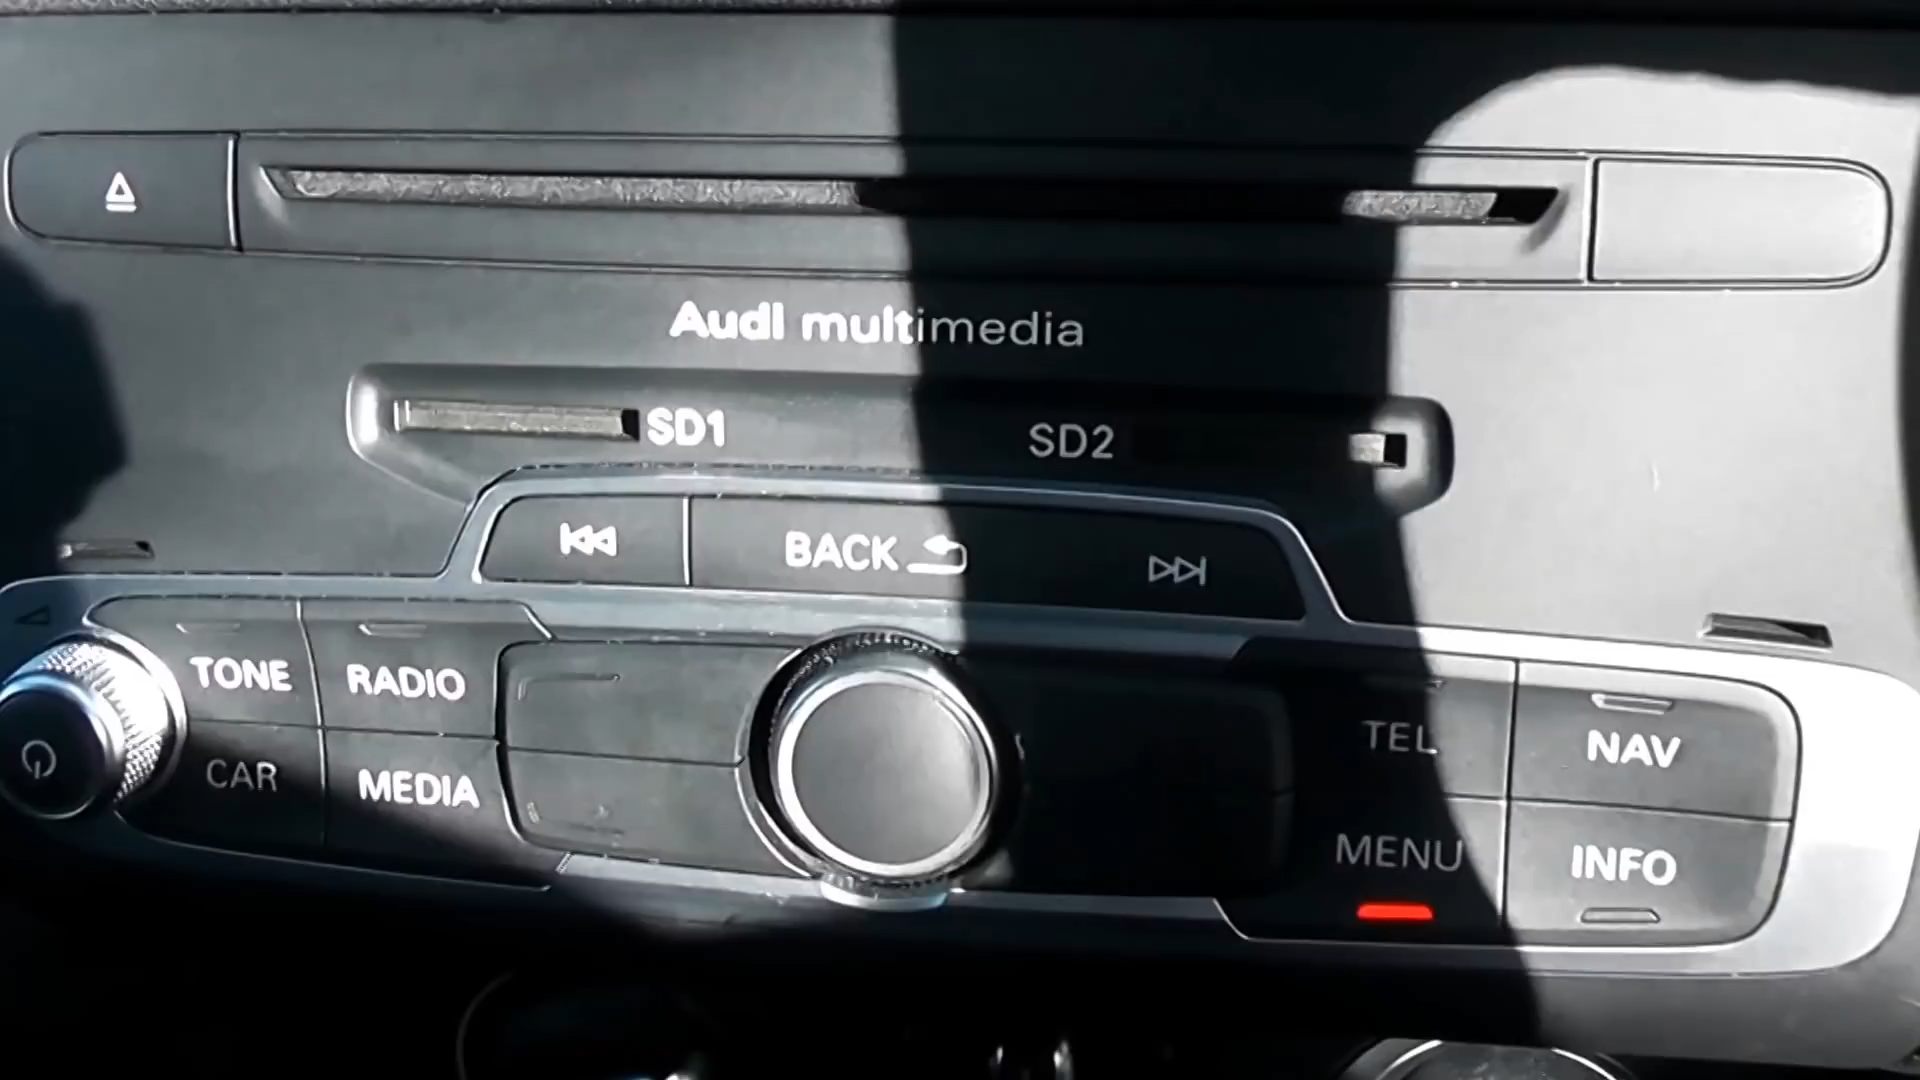 Audi multimedia
SD1 SD2
BACK
TONE RADIO
TEL NAV
CAR MEDIA
MENU INFO